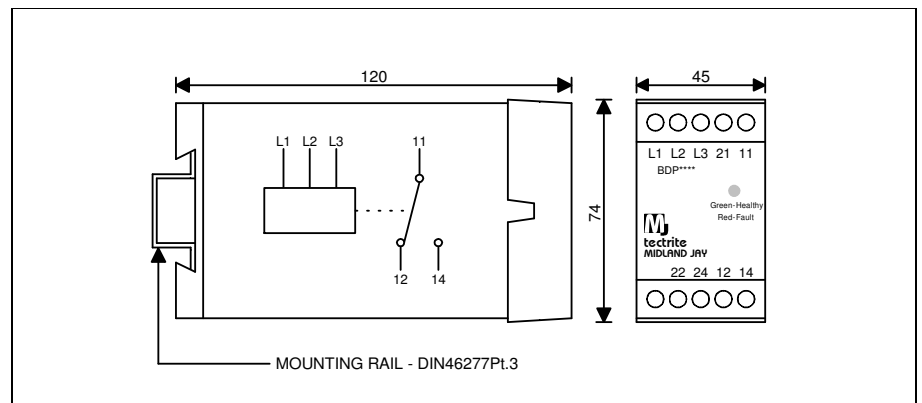 120
45
L1 L2 L3
11
12 14
74
L1 L2 L3 21 11
BDP****
Green-Healthy
Red-Fault
MJ
tectrite
MIDLAND JAY
22 24 12 14
MOUNTING RAIL - DIN46277Pt.3